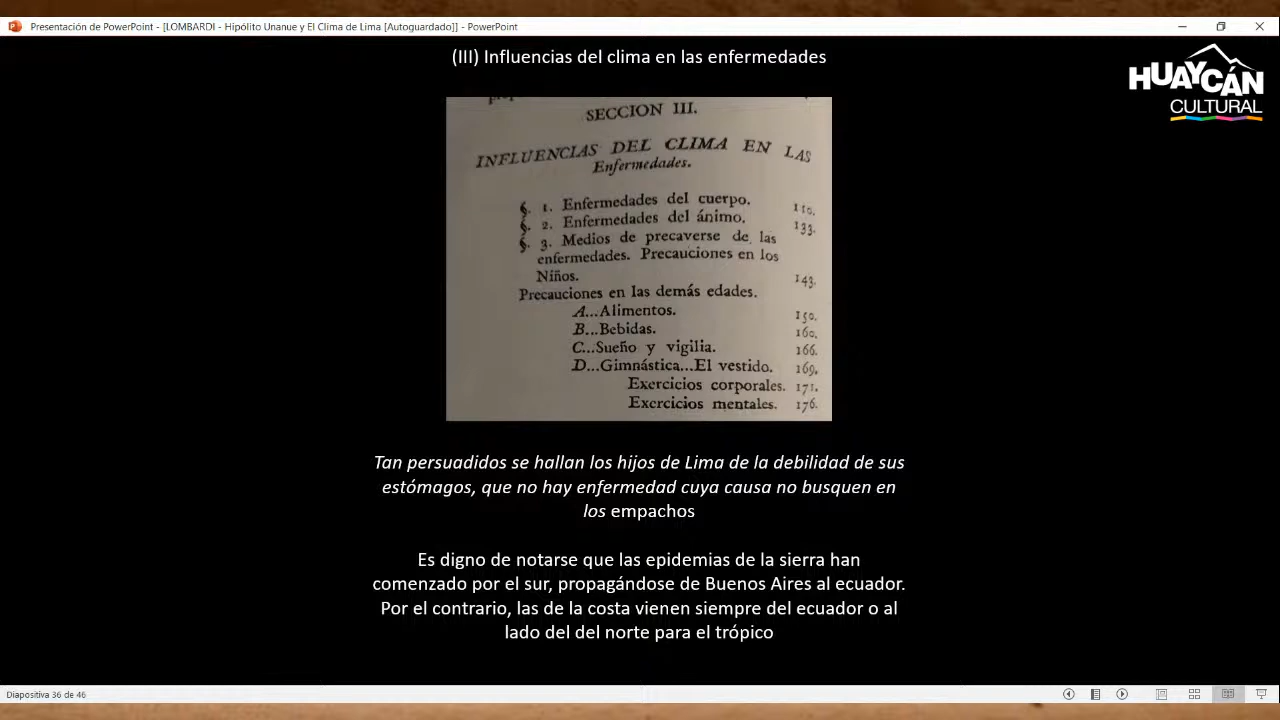 Presentación de PowerPoint - [LOMBARDI - Hipólito Unanue y El Clima de Lima [Autoguardado]] - PowerPoint
(III) Influencias del clima en las enfermedades
HUAYCÁN
CULTURAL
SECCION III.
INFLUENCIAS DEL CLIMA EN LAS
Enfermedades.
§. 1. Enfermedades del cuerpo. 110.
§. 2. Enfermedades del ánimo. 133.
§. 3. Medios de precaverse de las
enfermedades. Precauciones en los
Niños. 143.
Precauciones en las demás edades.
A...Alimentos. 150.
B...Bebidas. 160.
C...Sueño y vigilia. 166.
D...Gimnástica...El vestido. 169.
Exercicios corporales. 171.
Exercicios mentales. 176.
Tan persuadidos se hallan los hijos de Lima de la debilidad de sus
estómagos, que no hay enfermedad cuya causa no busquen en
los empachos
Es digno de notarse que las epidemias de la sierra han
comenzado por el sur, propagándose de Buenos Aires al ecuador.
Por el contrario, las de la costa vienen siempre del ecuador o al
lado del del norte para el trópico
Diapositiva 36 de 46